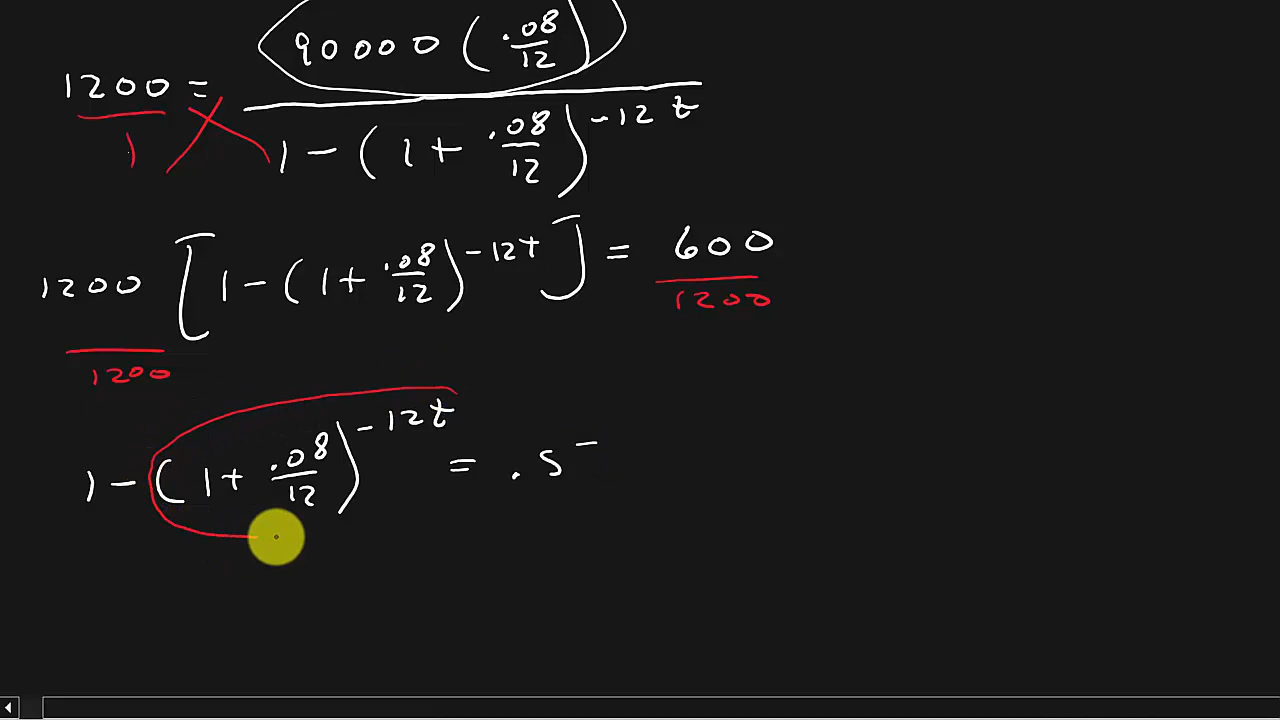 1200 = 90000 (.08/12)
1 1 - (1 + .08/12)^-12t
1200 [1 - (1 + .08/12)^-12t] = 600
1200 1200
1 - (1 + .08/12)^-12t = .5